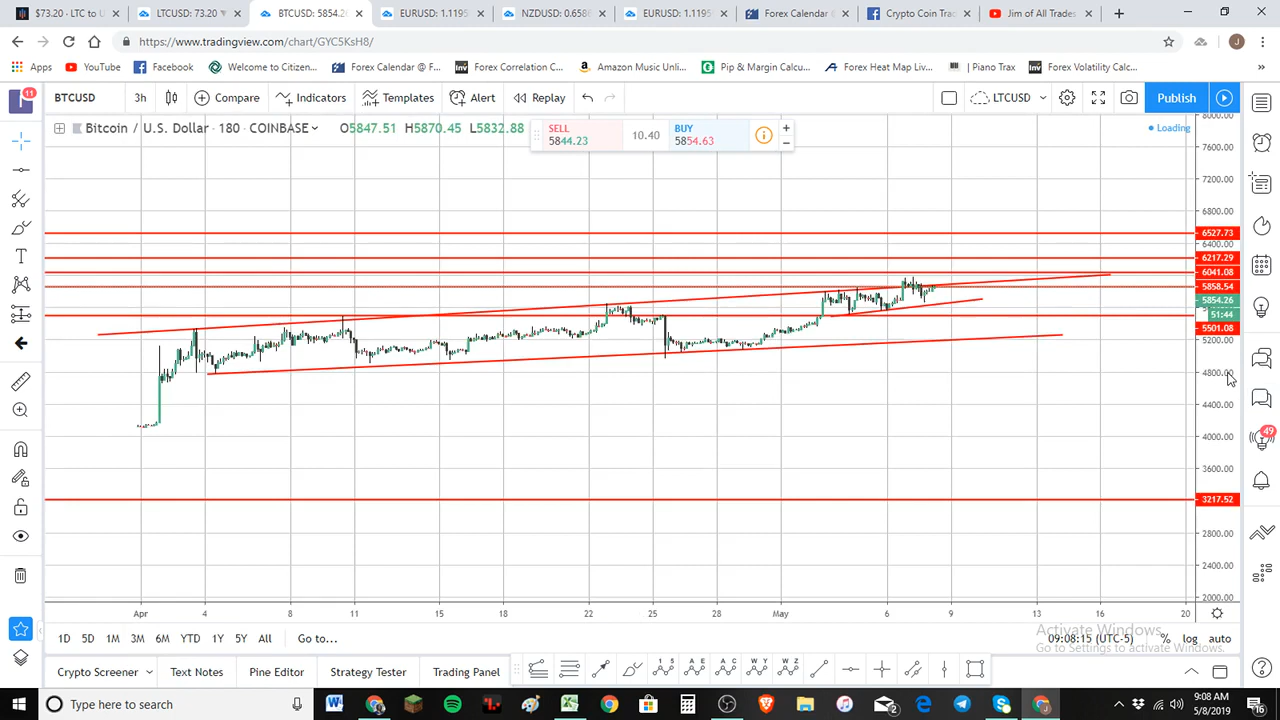 $73.20 - LTC to U
LTCUSD: 73.20
BTCUSD: 5854.2
EURUSD: 1.1195
NZDUSD: 0.6588
EURUSD: 1.1195
Forex Calendar @
Crypto Coin Trad
Jim of All Trades
https://www.tradingview.com/chart/GYC5KsH8/
J
Apps
YouTube
Facebook
Welcome to Citizen...
Forex Calendar @ F...
Inv
Forex Correlation C...
Amazon Music Unli...
Pip & Margin Calcu...
Forex Heat Map Liv...
Piano Trax
Inv
Forex Volatility Calc...
»
11
BTCUSD
3h
Compare
Indicators
Templates
Alert
Replay
LTCUSD
Publish
Bitcoin / U.S. Dollar · 180 · COINBASE
O5847.51 H5870.45 L5832.88
SELL
5844.23
10.40
BUY
5854.63
+
−
Loading
8000.00
7600.00
7200.00
6800.00
6527.73
6400.00
6217.29
6041.08
5858.54
5854.26
51:44
5501.08
5200.00
4800.00
4400.00
4000.00
3600.00
3217.52
2800.00
2400.00
2000.00
49
Apr
4
8
11
15
18
22
25
28
May
6
9
13
16
20
1D
5D
1M
3M
6M
YTD
1Y
5Y
All
Go to...
09:08:15 (UTC-5)
%
log
auto
Activate Windows
Go to Settings to activate Windows.
Crypto Screener
Text Notes
Pine Editor
Strategy Tester
Trading Panel
Type here to search
9:08 AM
5/8/2019